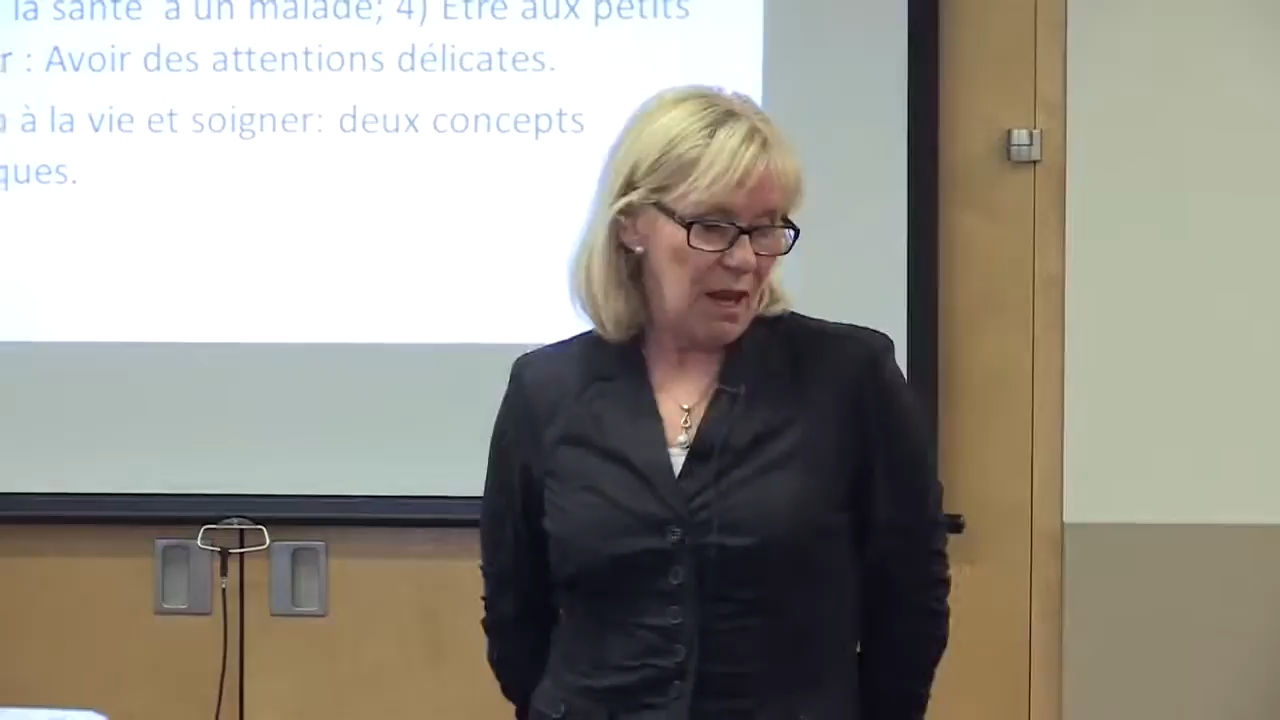 la santé à un malade; 4) Être aux petits
r : Avoir des attentions délicates.
à la vie et soigner: deux concepts
ques.